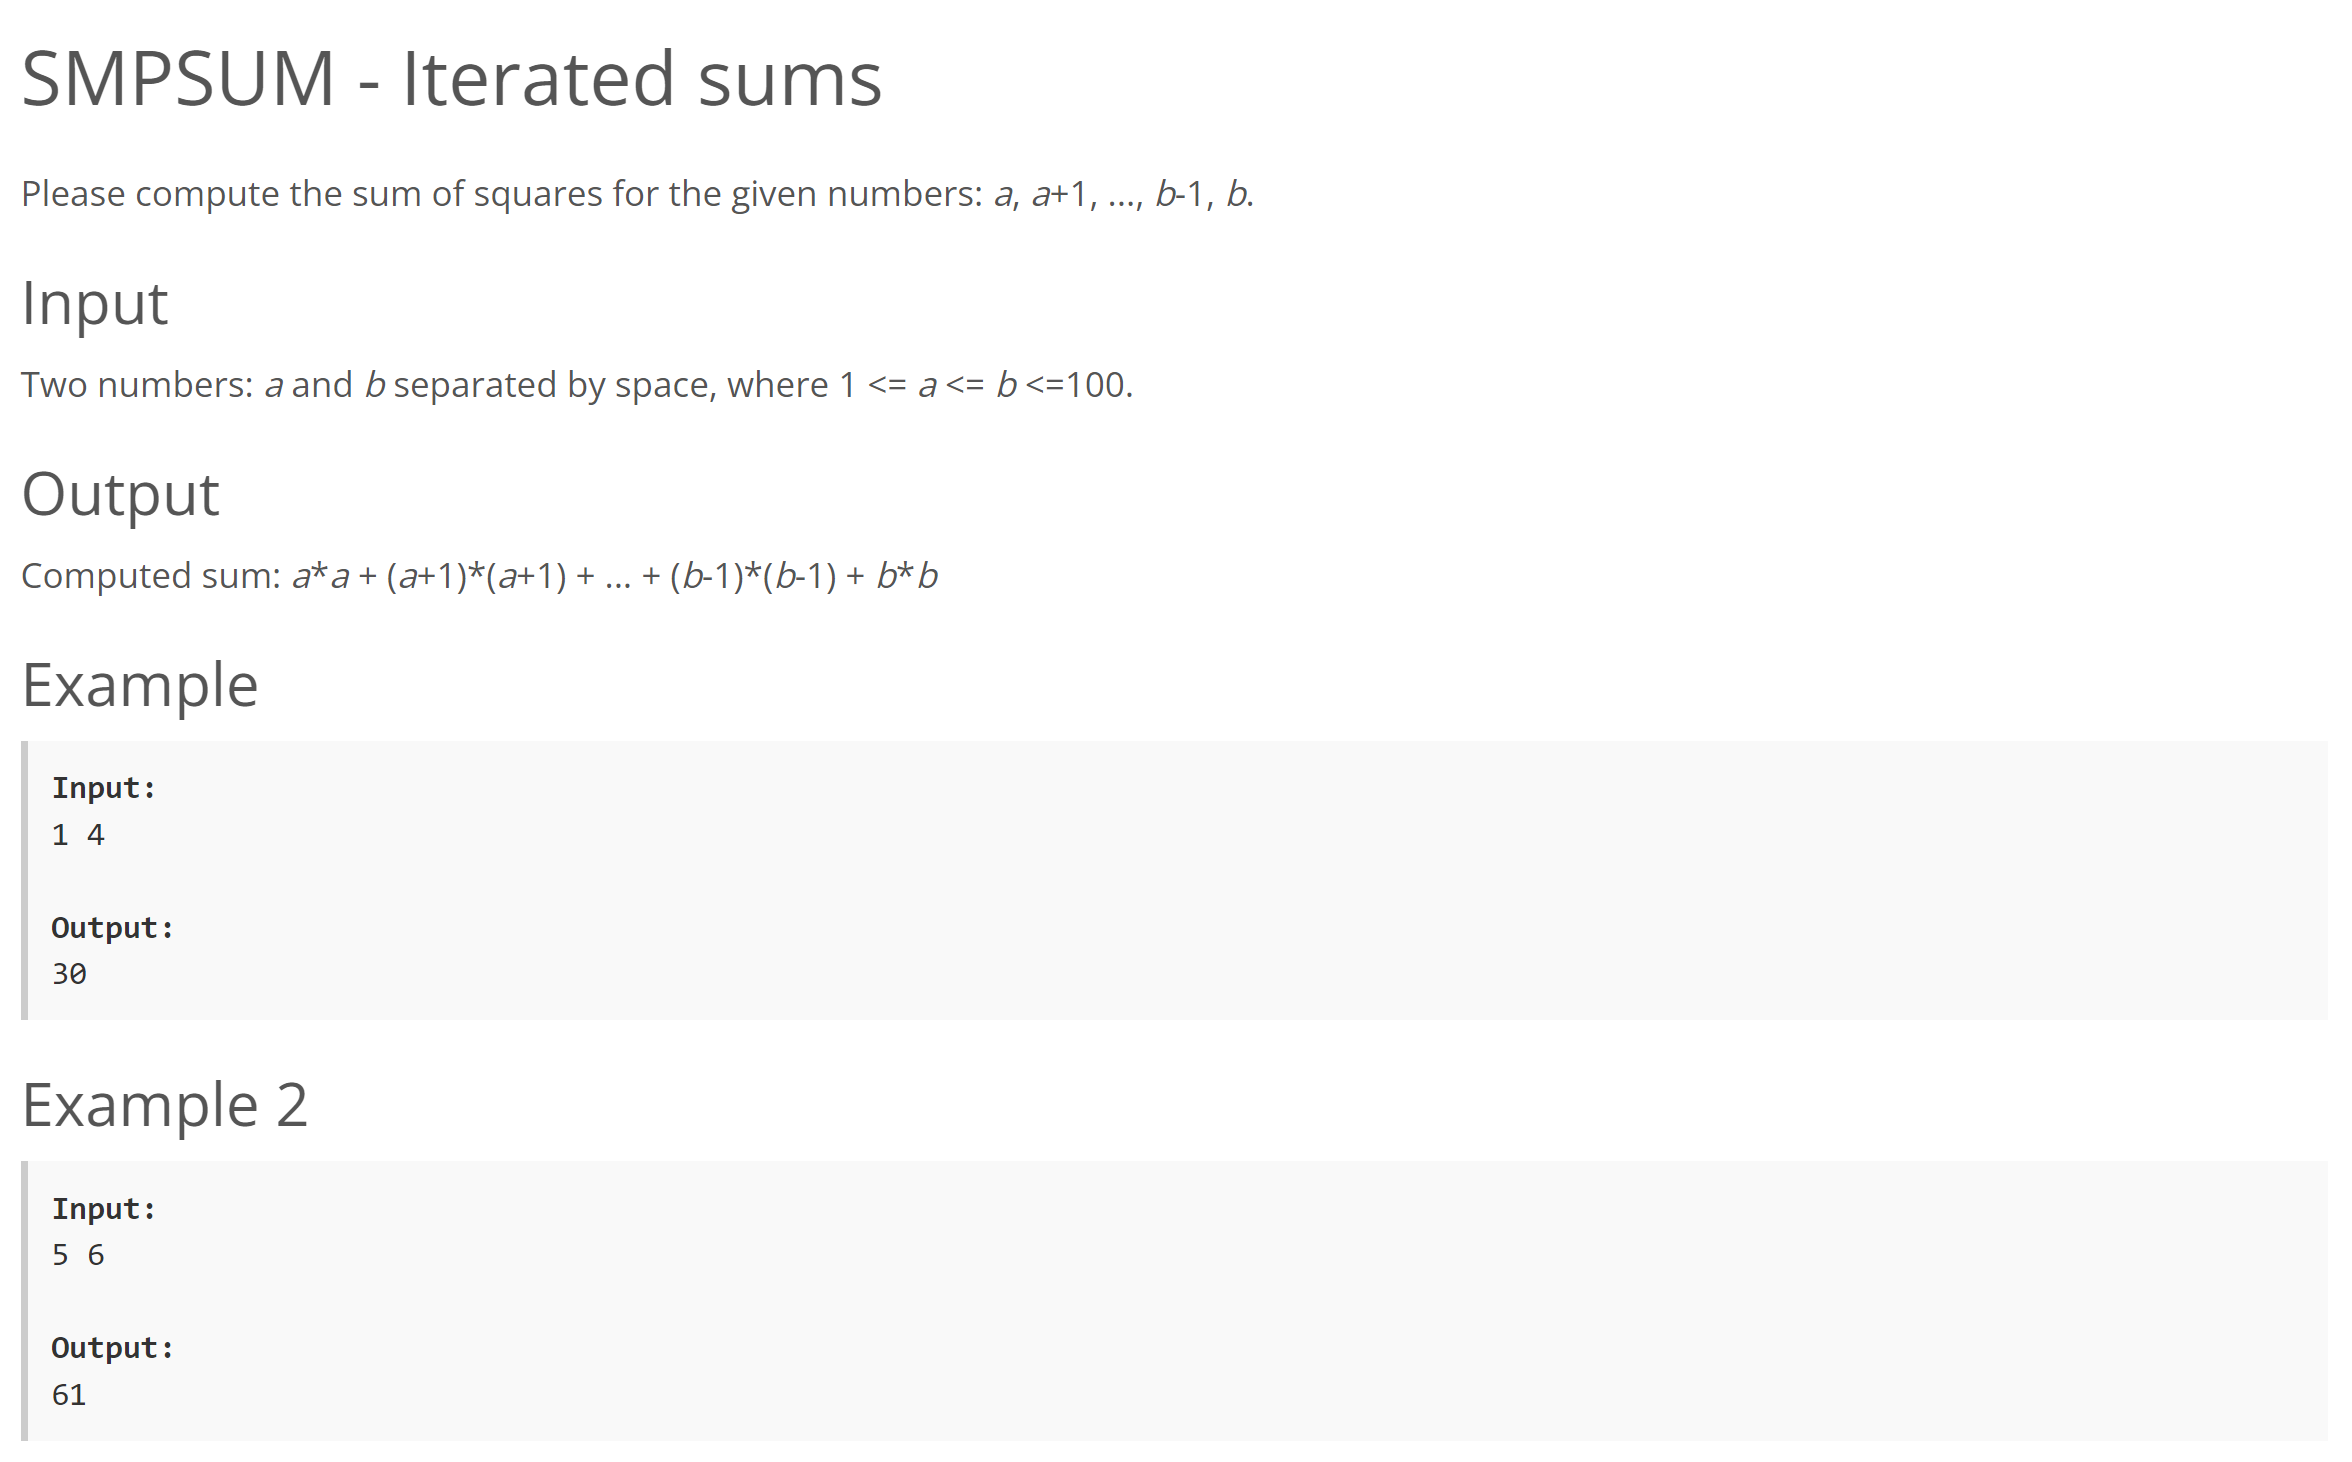 SMPSUM - Iterated sums
Please compute the sum of squares for the given numbers: a, a+1, ..., b-1, b.
Input
Two numbers: a and b separated by space, where 1 <= a <= b <=100.
Output
Computed sum: a*a + (a+1)*(a+1) + ... + (b-1)*(b-1) + b*b
Example
Input:
1 4
Output:
30
Example 2
Input:
5 6
Output:
61